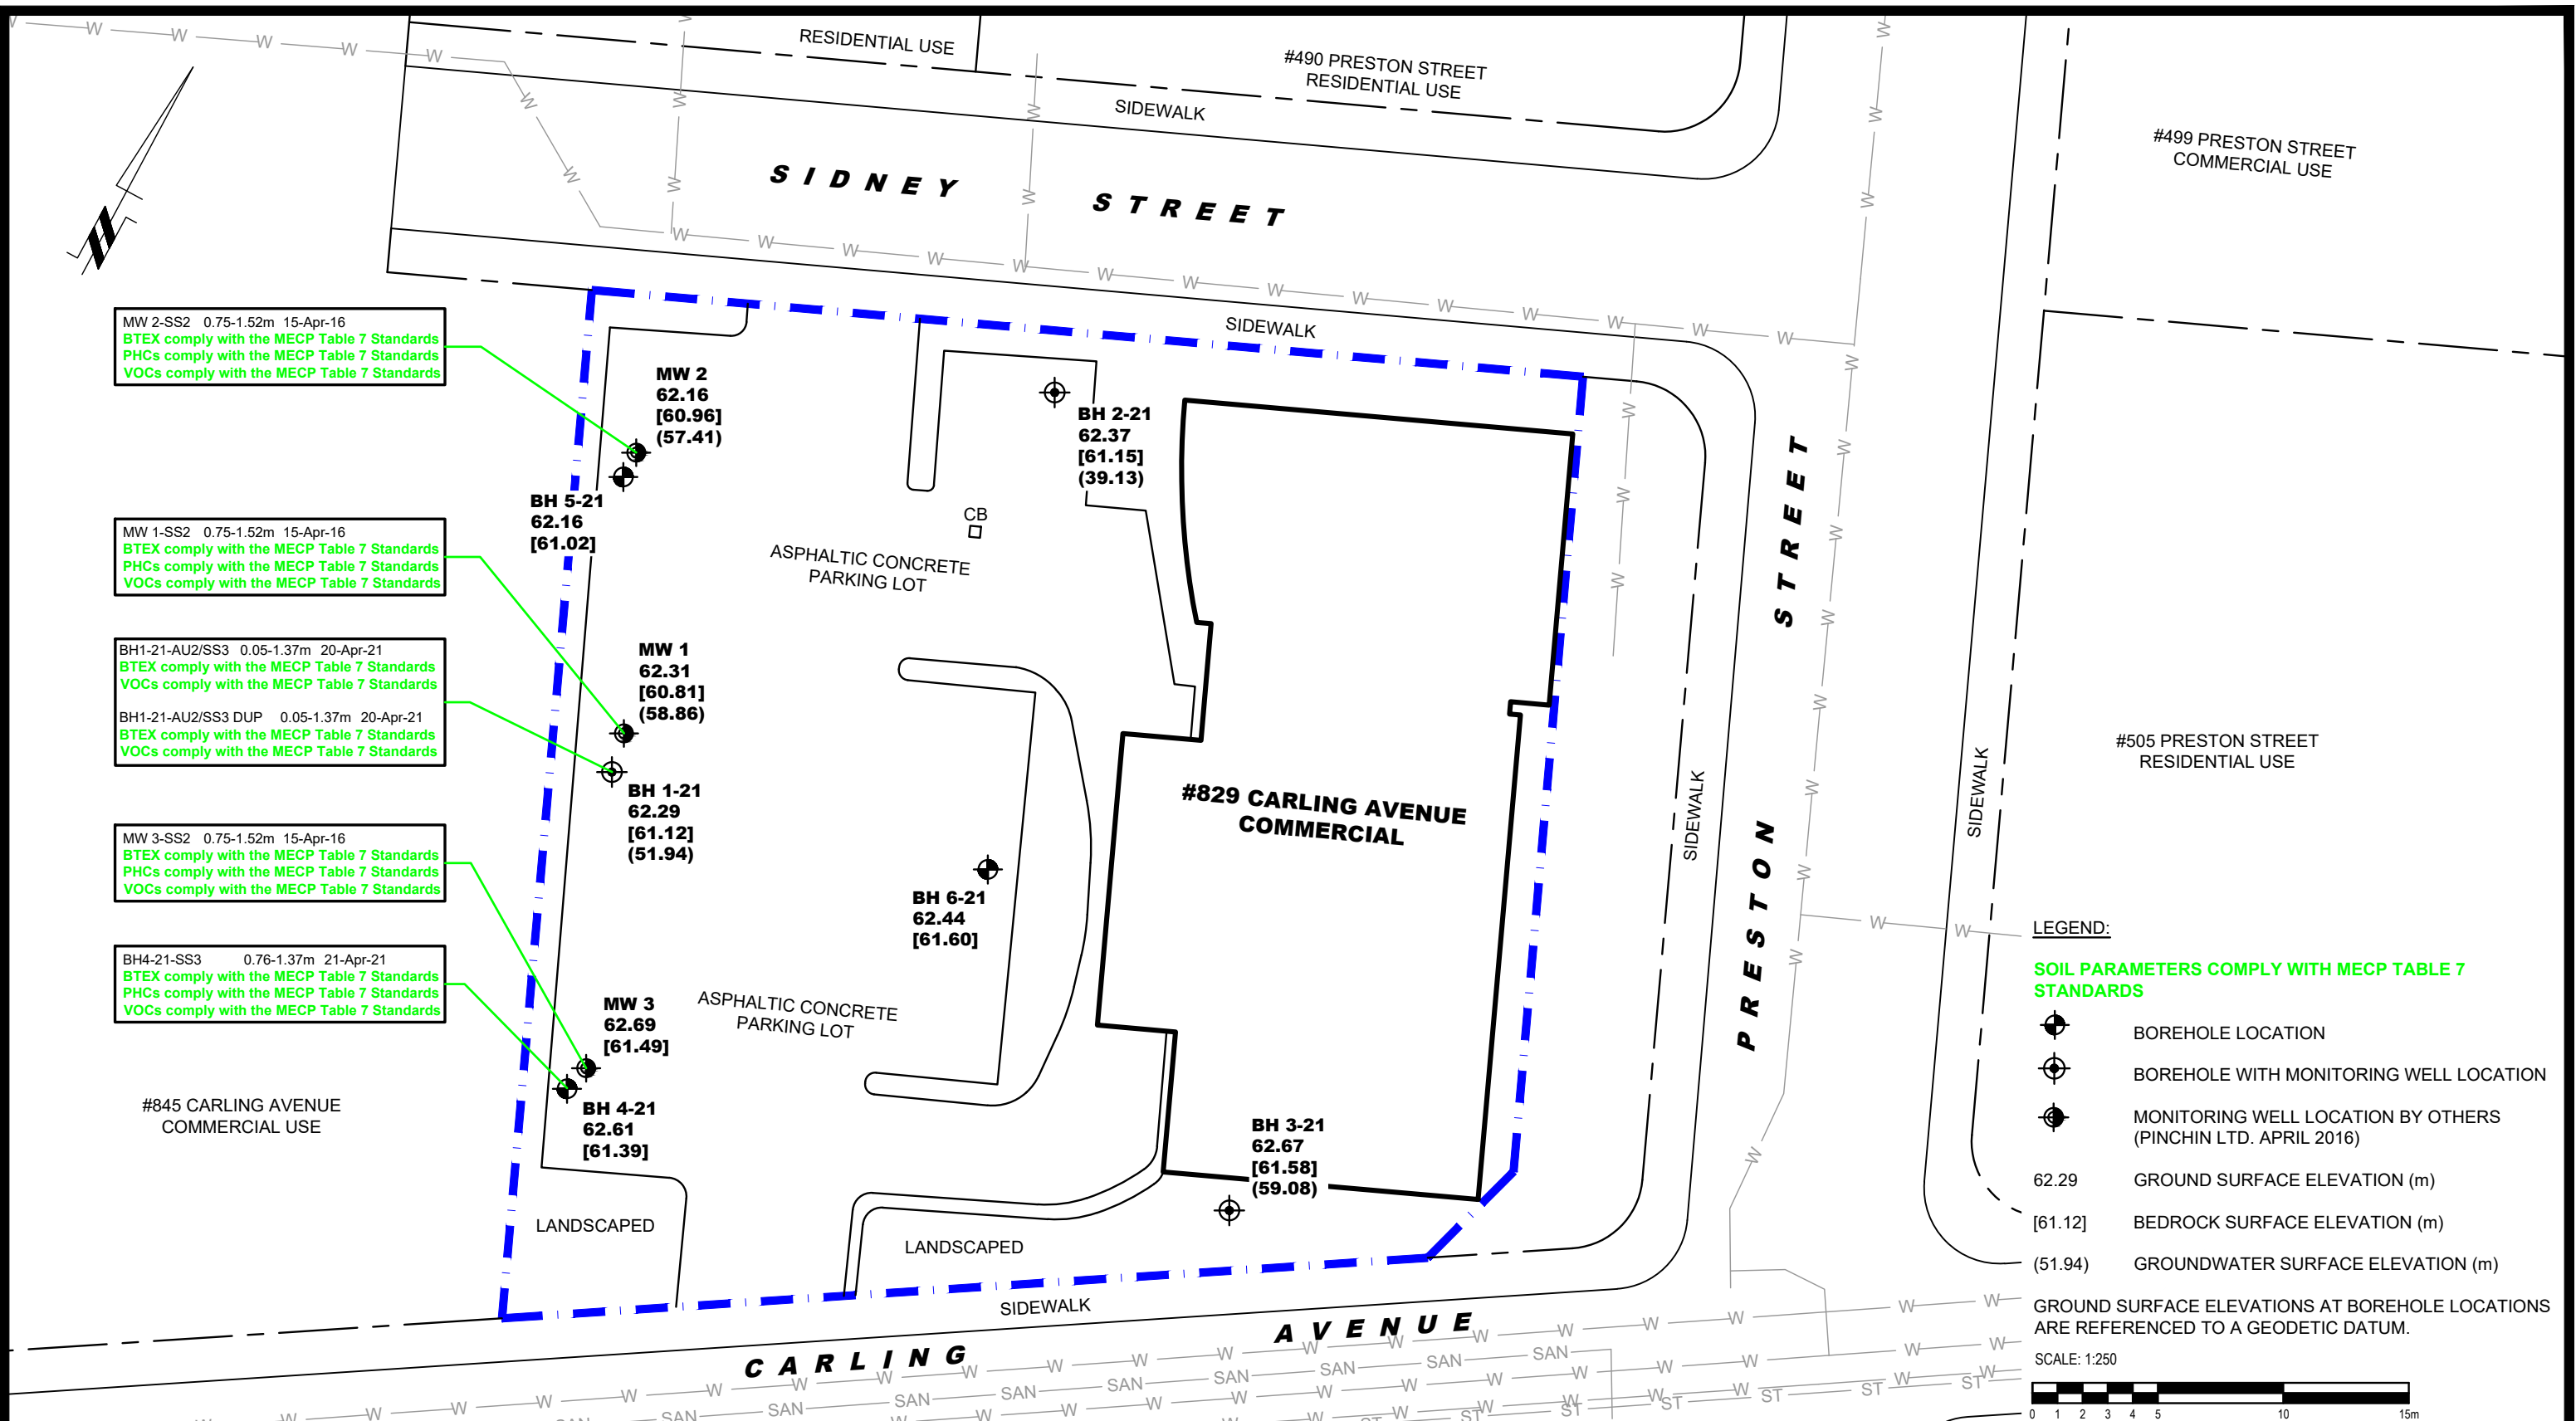 RESIDENTIAL USE
#490 PRESTON STREET
RESIDENTIAL USE
SIDEWALK
#499 PRESTON STREET
COMMERCIAL USE
SIDNEY STREET
SIDEWALK
MW 2-SS2 0.75-1.52m 15-Apr-16
BTEX comply with the MECP Table 7 Standards
PHCs comply with the MECP Table 7 Standards
VOCs comply with the MECP Table 7 Standards
MW 2
62.16
[60.96]
(57.41)
BH 2-21
62.37
[61.15]
(39.13)
BH 5-21
62.16
[61.02]
CB
ASPHALTIC CONCRETE
PARKING LOT
MW 1-SS2 0.75-1.52m 15-Apr-16
BTEX comply with the MECP Table 7 Standards
PHCs comply with the MECP Table 7 Standards
VOCs comply with the MECP Table 7 Standards
BH1-21-AU2/SS3 0.05-1.37m 20-Apr-21
BTEX comply with the MECP Table 7 Standards
VOCs comply with the MECP Table 7 Standards
BH1-21-AU2/SS3 DUP 0.05-1.37m 20-Apr-21
BTEX comply with the MECP Table 7 Standards
VOCs comply with the MECP Table 7 Standards
MW 1
62.31
[60.81]
(58.86)
BH 1-21
62.29
[61.12]
(51.94)
#829 CARLING AVENUE
COMMERCIAL
SIDEWALK
PRESTON STREET
SIDEWALK
#505 PRESTON STREET
RESIDENTIAL USE
MW 3-SS2 0.75-1.52m 15-Apr-16
BTEX comply with the MECP Table 7 Standards
PHCs comply with the MECP Table 7 Standards
VOCs comply with the MECP Table 7 Standards
BH 6-21
62.44
[61.60]
BH4-21-SS3 0.76-1.37m 21-Apr-21
BTEX comply with the MECP Table 7 Standards
PHCs comply with the MECP Table 7 Standards
VOCs comply with the MECP Table 7 Standards
MW 3
62.69
[61.49]
ASPHALTIC CONCRETE
PARKING LOT
#845 CARLING AVENUE
COMMERCIAL USE
BH 4-21
62.61
[61.39]
BH 3-21
62.67
[61.58]
(59.08)
LANDSCAPED
LANDSCAPED
SIDEWALK
CARLING AVENUE
LEGEND:
SOIL PARAMETERS COMPLY WITH MECP TABLE 7
STANDARDS
BOREHOLE LOCATION
BOREHOLE WITH MONITORING WELL LOCATION
MONITORING WELL LOCATION BY OTHERS
(PINCHIN LTD. APRIL 2016)
62.29 GROUND SURFACE ELEVATION (m)
[61.12] BEDROCK SURFACE ELEVATION (m)
(51.94) GROUNDWATER SURFACE ELEVATION (m)
GROUND SURFACE ELEVATIONS AT BOREHOLE LOCATIONS
ARE REFERENCED TO A GEODETIC DATUM.
SCALE: 1:250
0 1 2 3 4 5 10 15m